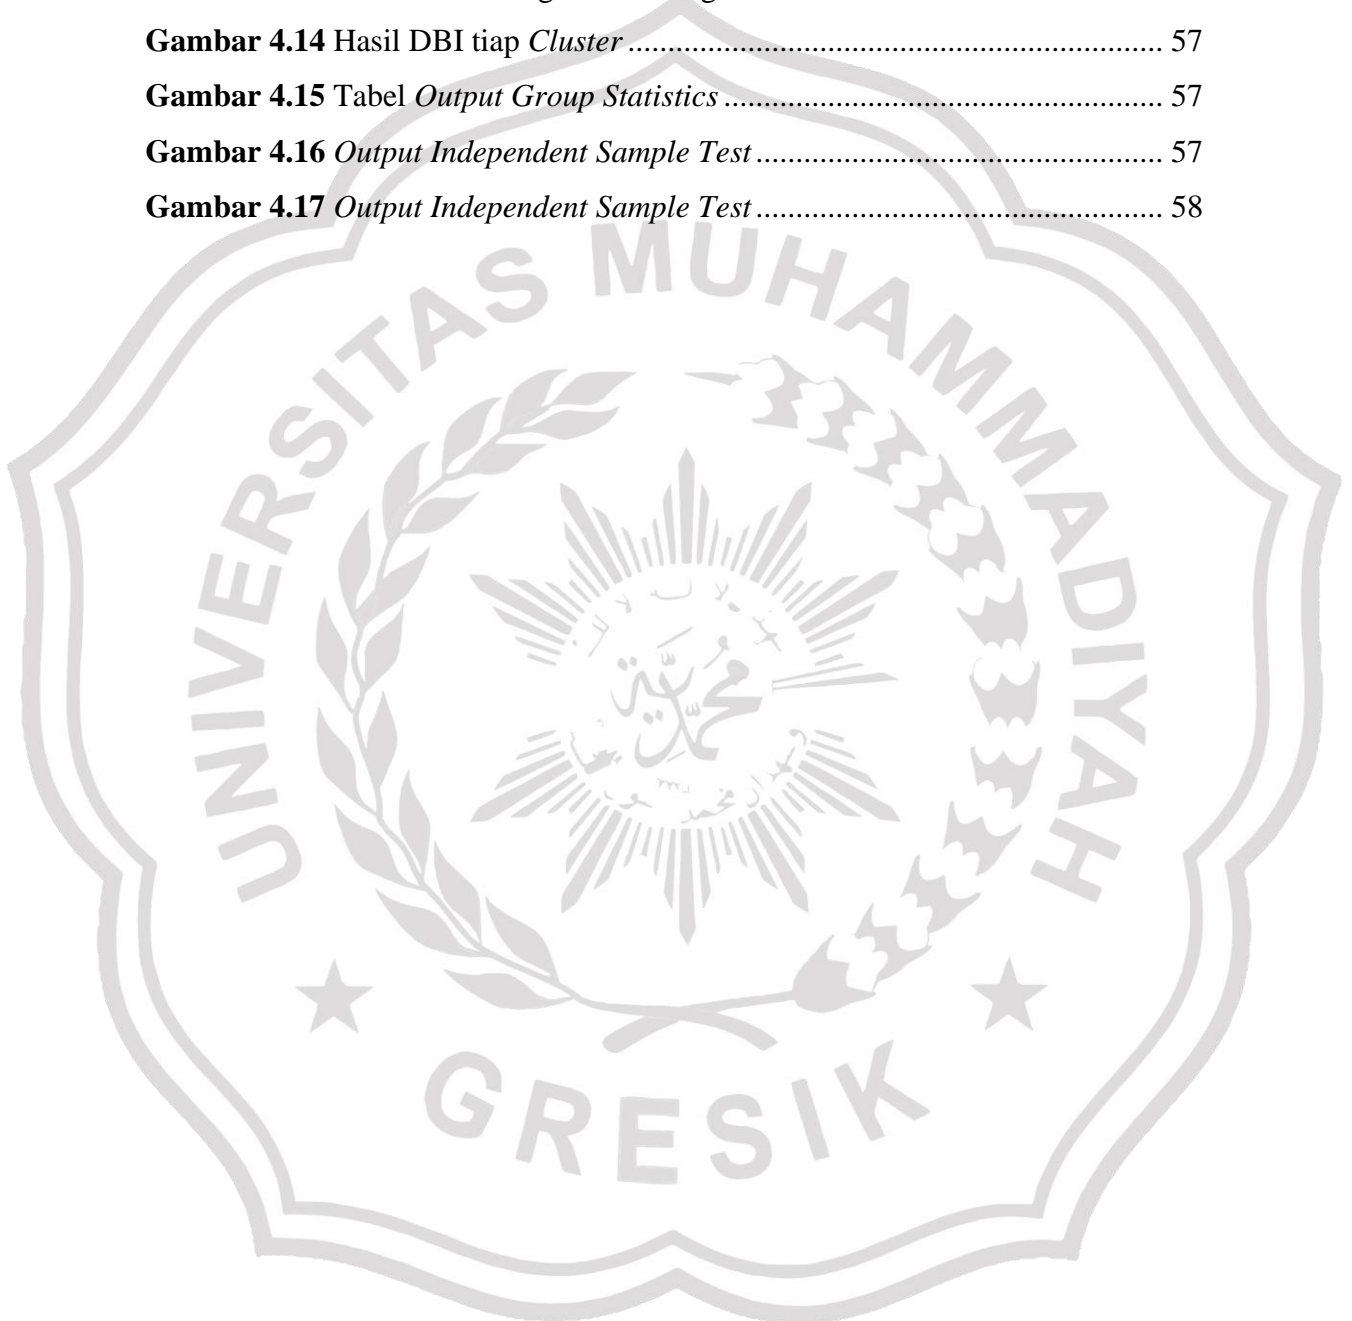 Gambar 4.14 Hasil DBI tiap Cluster ........................................................................ 57
Gambar 4.15 Tabel Output Group Statistics ........................................................... 57
Gambar 4.16 Output Independent Sample Test ....................................................... 57
Gambar 4.17 Output Independent Sample Test ....................................................... 58
UNIVERSITAS MUHAMMADIYAH
محمدية
GRESIK